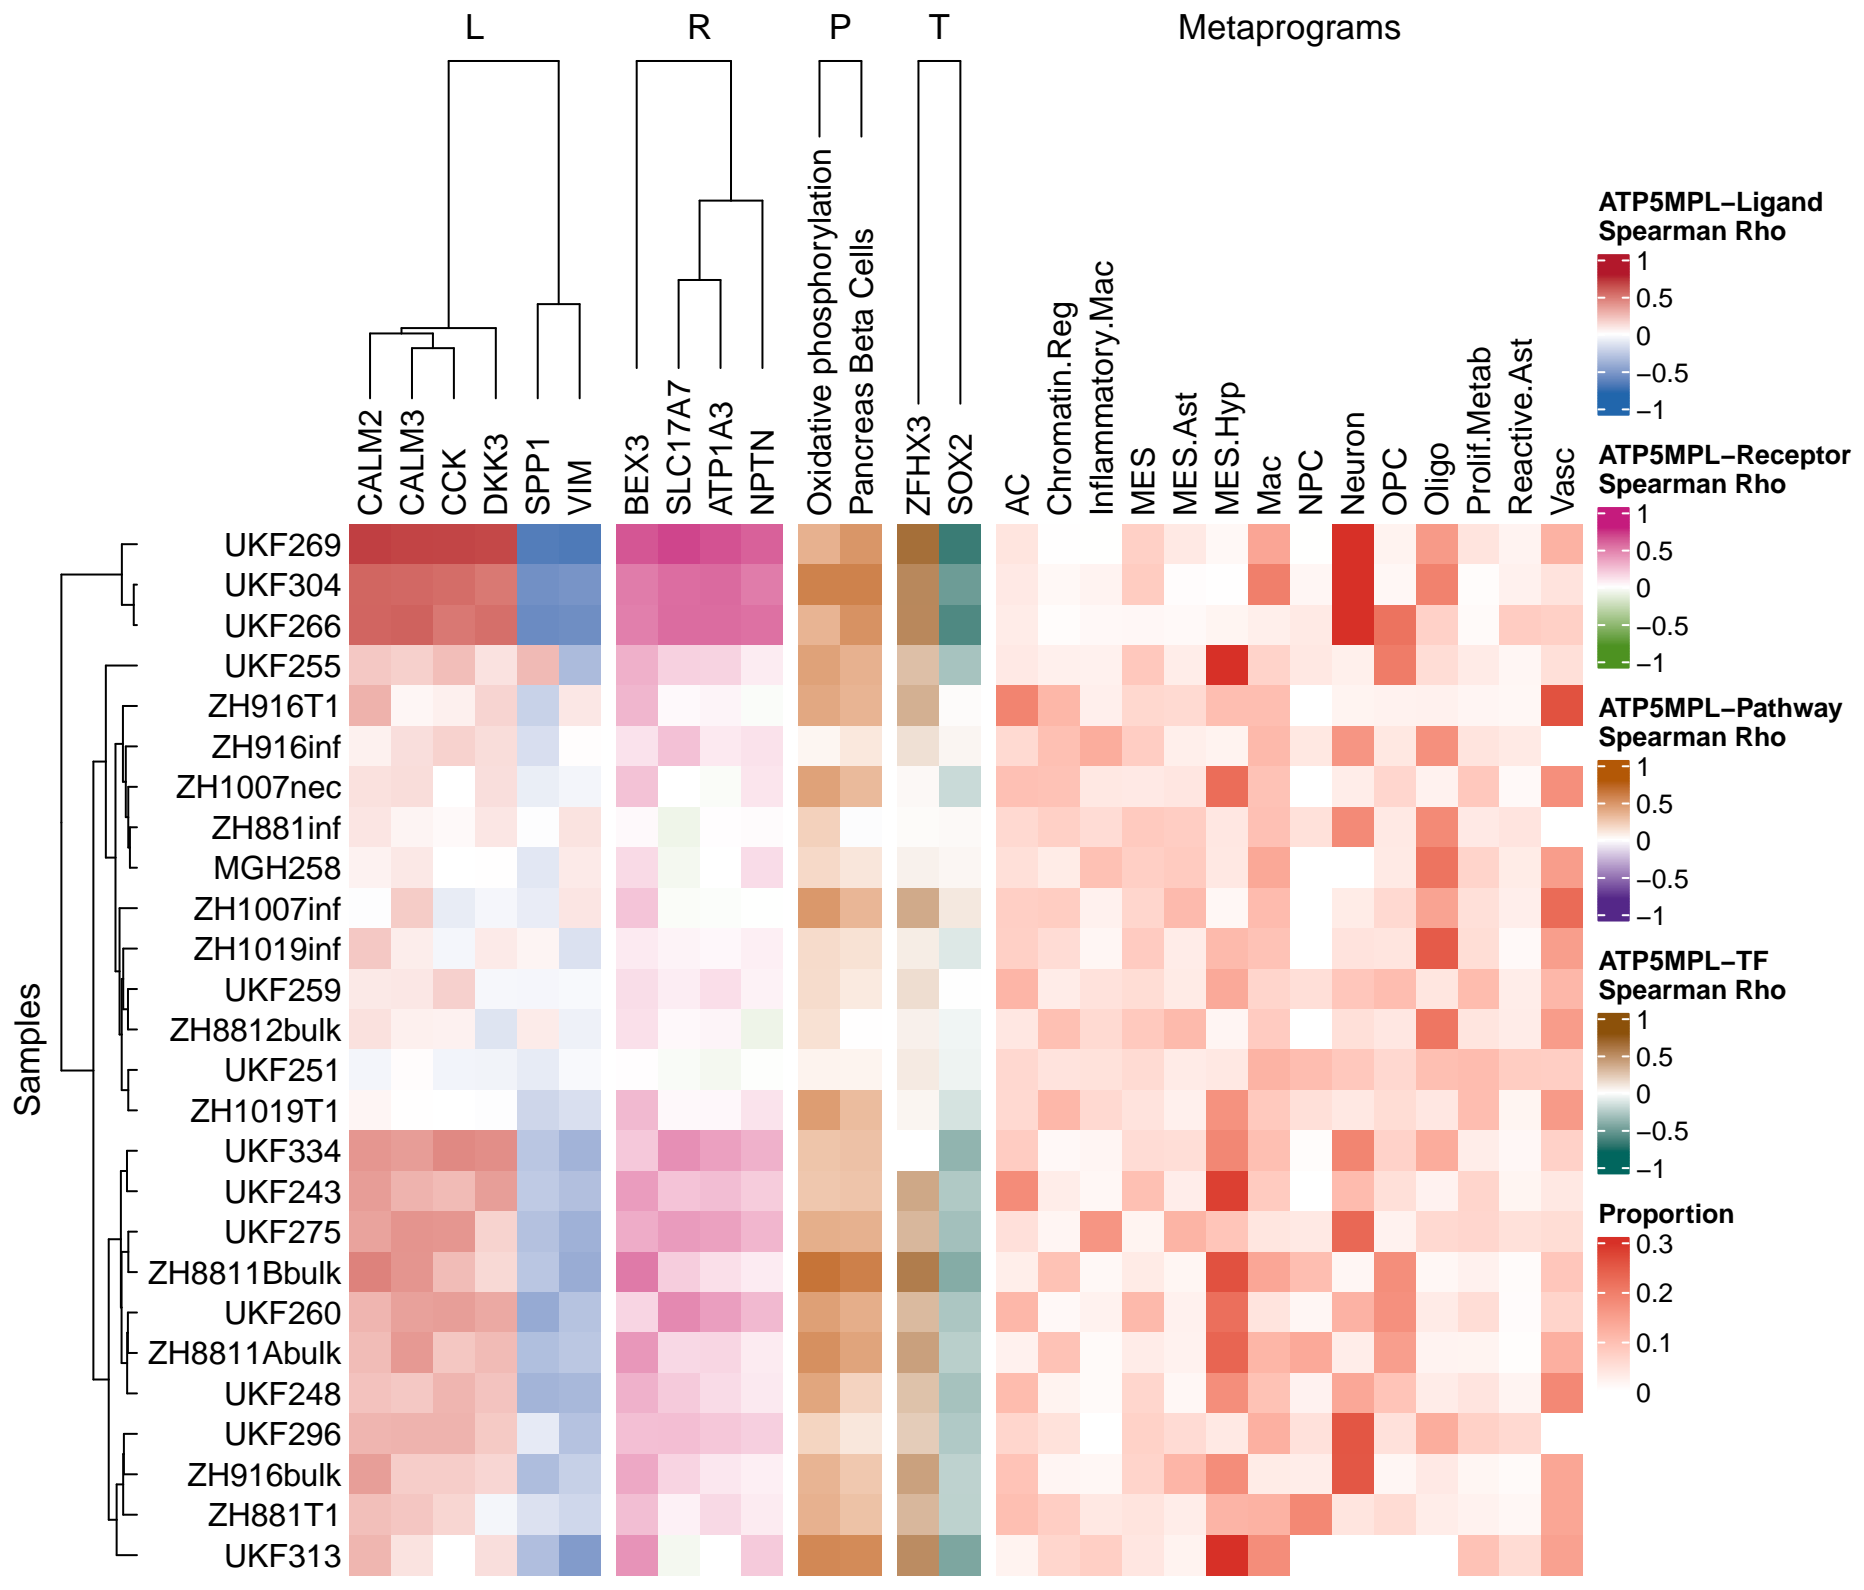 L R P T Metaprograms
CALM2
CALM3
CCK
DKK3
SPP1
VIM
BEX3
SLC17A7
ATP1A3
NPTN
Oxidative phosphorylation
Pancreas Beta Cells
ZFHX3
SOX2
AC
Chromatin.Reg
Inflammatory.Mac
MES
MES.Ast
MES.Hyp
Mac
NPC
Neuron
OPC
Oligo
Prolif.Metab
Reactive.Ast
Vasc
Samples
UKF269
UKF304
UKF266
UKF255
ZH916T1
ZH916inf
ZH1007nec
ZH881inf
MGH258
ZH1007inf
ZH1019inf
UKF259
ZH8812bulk
UKF251
ZH1019T1
UKF334
UKF243
UKF275
ZH8811Bbulk
UKF260
ZH8811Abulk
UKF248
UKF296
ZH916bulk
ZH881T1
UKF313
ATP5MPL−Ligand
Spearman Rho
1
0.5
0
−0.5
−1
ATP5MPL−Receptor
Spearman Rho
1
0.5
0
−0.5
−1
ATP5MPL−Pathway
Spearman Rho
1
0.5
0
−0.5
−1
ATP5MPL−TF
Spearman Rho
1
0.5
0
−0.5
−1
Proportion
0.3
0.2
0.1
0